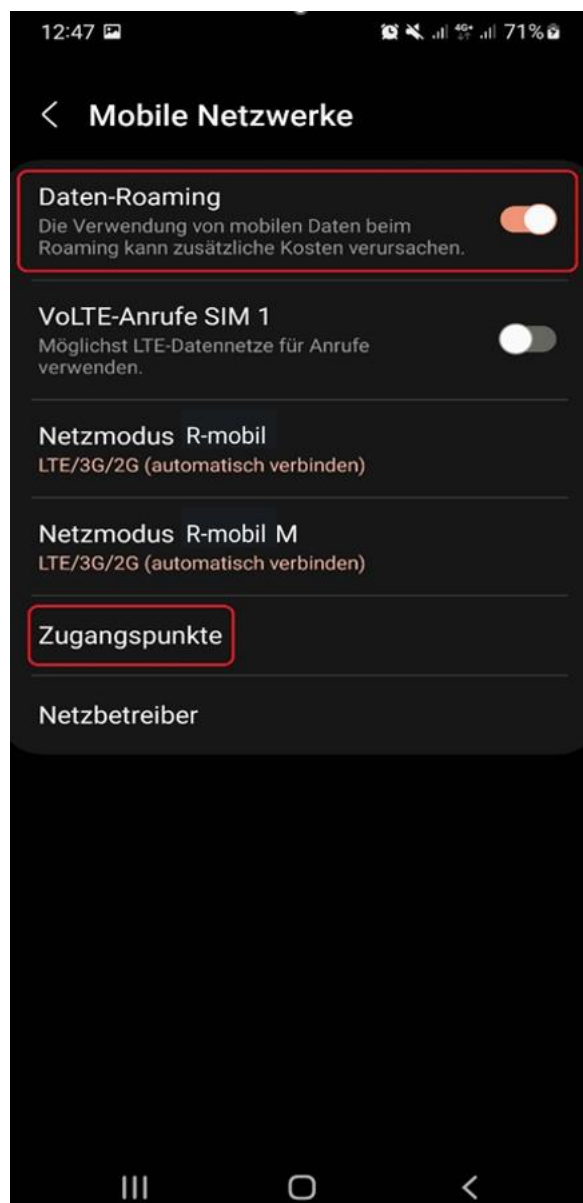 12:47 4G+ 71%
Mobile Netzwerke
Daten-Roaming
Die Verwendung von mobilen Daten beim
Roaming kann zusätzliche Kosten verursachen.
VoLTE-Anrufe SIM 1
Möglichst LTE-Datennetze für Anrufe
verwenden.
Netzmodus R-mobil
LTE/3G/2G (automatisch verbinden)
Netzmodus R-mobil M
LTE/3G/2G (automatisch verbinden)
Zugangspunkte
Netzbetreiber